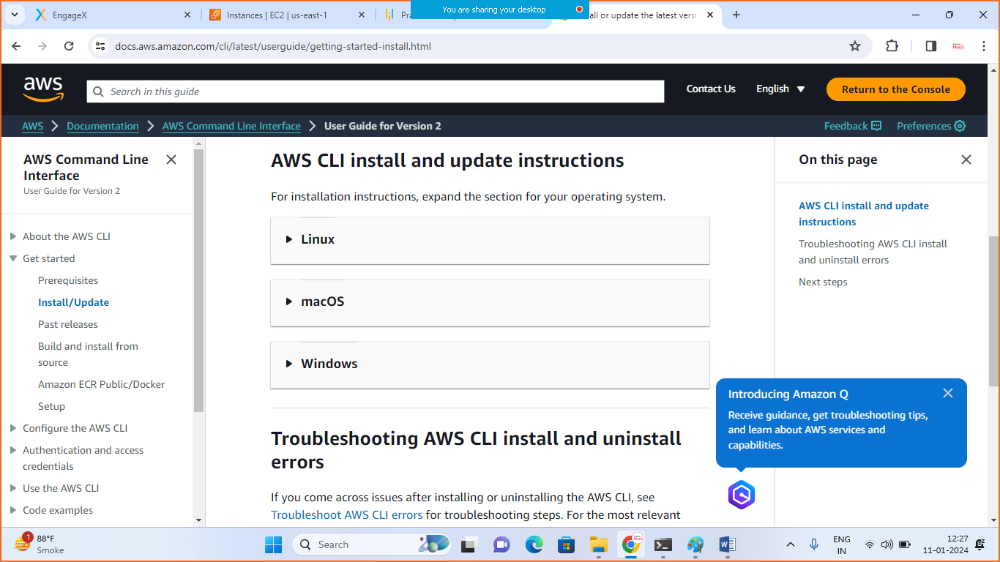 EngageX
Instances | EC2 | us-east-1
You are sharing your desktop
all or update the latest versi
docs.aws.amazon.com/cli/latest/userguide/getting-started-install.html
aws
Search in this guide
Contact Us
English
Return to the Console
AWS
Documentation
AWS Command Line Interface
User Guide for Version 2
Feedback
Preferences
AWS Command Line
Interface
User Guide for Version 2
About the AWS CLI
Get started
Prerequisites
Install/Update
Past releases
Build and install from
source
Amazon ECR Public/Docker
Setup
Configure the AWS CLI
Authentication and access
credentials
Use the AWS CLI
Code examples
AWS CLI install and update instructions
For installation instructions, expand the section for your operating system.
Linux
macOS
Windows
Troubleshooting AWS CLI install and uninstall
errors
If you come across issues after installing or uninstalling the AWS CLI, see
Troubleshoot AWS CLI errors for troubleshooting steps. For the most relevant
On this page
AWS CLI install and update
instructions
Troubleshooting AWS CLI install
and uninstall errors
Next steps
Introducing Amazon Q
Receive guidance, get troubleshooting tips,
and learn about AWS services and
capabilities.
1
88°F
Smoke
Search
ENG
IN
12:27
11-01-2024